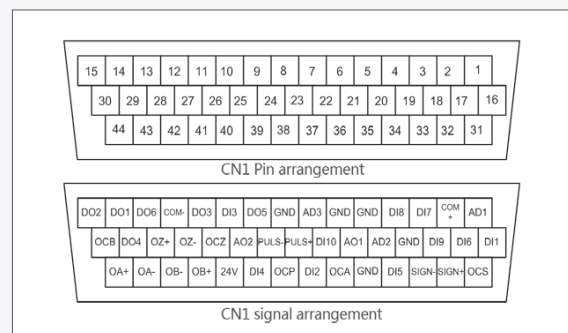 15 14 13 12 11 10 9 8 7 6 5 4 3 2 1
30 29 28 27 26 25 24 23 22 21 20 19 18 17 16
44 43 42 41 40 39 38 37 36 35 34 33 32 31
CN1 Pin arrangement
DO2 DO1 DO6 COM- DO3 DI3 DO5 GND AD3 GND GND DI8 DI7 COM+ AD1
OCB DO4 OZ+ OZ- OCZ AO2 PULS- PULS+ DI10 AO1 AD2 GND DI9 DI6 DI1
OA+ OA- OB- OB+ 24V DI4 OCP DI2 OCA GND DI5 SIGN- SIGN+ OCS
CN1 signal arrangement